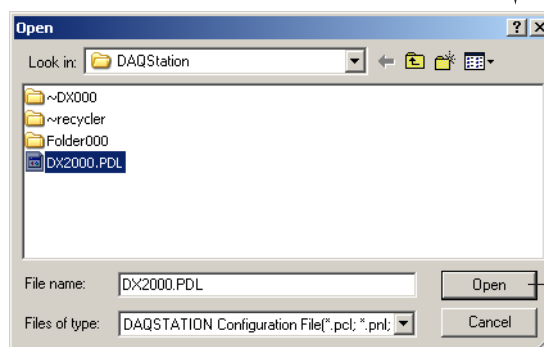 Open
Look in: DAQStation
~DX000
~recycler
Folder000
DX2000.PDL
File name: DX2000.PDL Open
Files of type: DAQSTATION Configuration File(*.pcl; *.pnl; Cancel